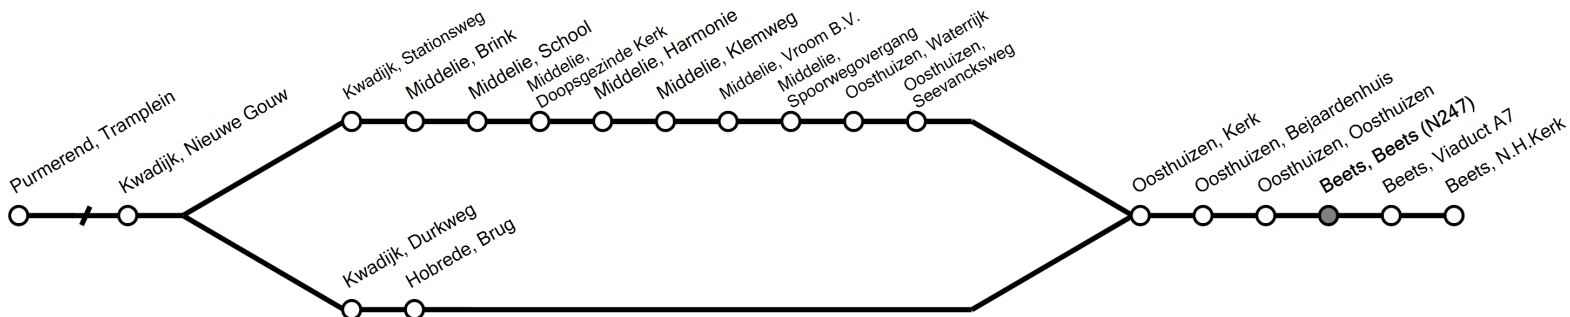 Purmerend, Tramplein
Kwadijk, Nieuwe Gouw
Kwadijk, Stationsweg
Middelie, Brink
Middelie, School
Middelie,
Doopsgezinde Kerk
Middelie, Harmonie
Middelie, Klemweg
Middelie, Vroom B.V.
Middelie,
Spoorwegovergang
Oosthuizen, Waterrijk
Oosthuizen,
Seevancksweg
Kwadijk, Durkweg
Hobrede, Brug
Oosthuizen, Kerk
Oosthuizen, Bejaardenhuis
Oosthuizen, Oosthuizen
Beets, Beets (N247)
Beets, Viaduct A7
Beets, N.H.Kerk